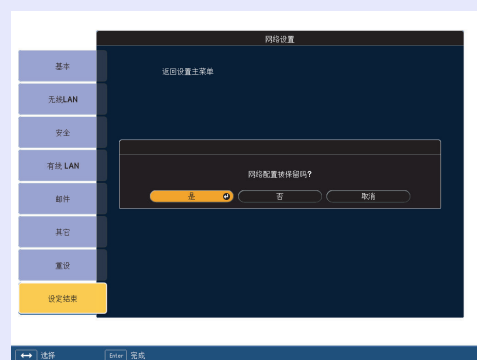 网络设置
基本
返回设置主菜单
无线LAN
安全
有线 LAN
网络配置被保留吗?
邮件
是
否
取消
其它
重设
设定结束
选择
Enter 完成